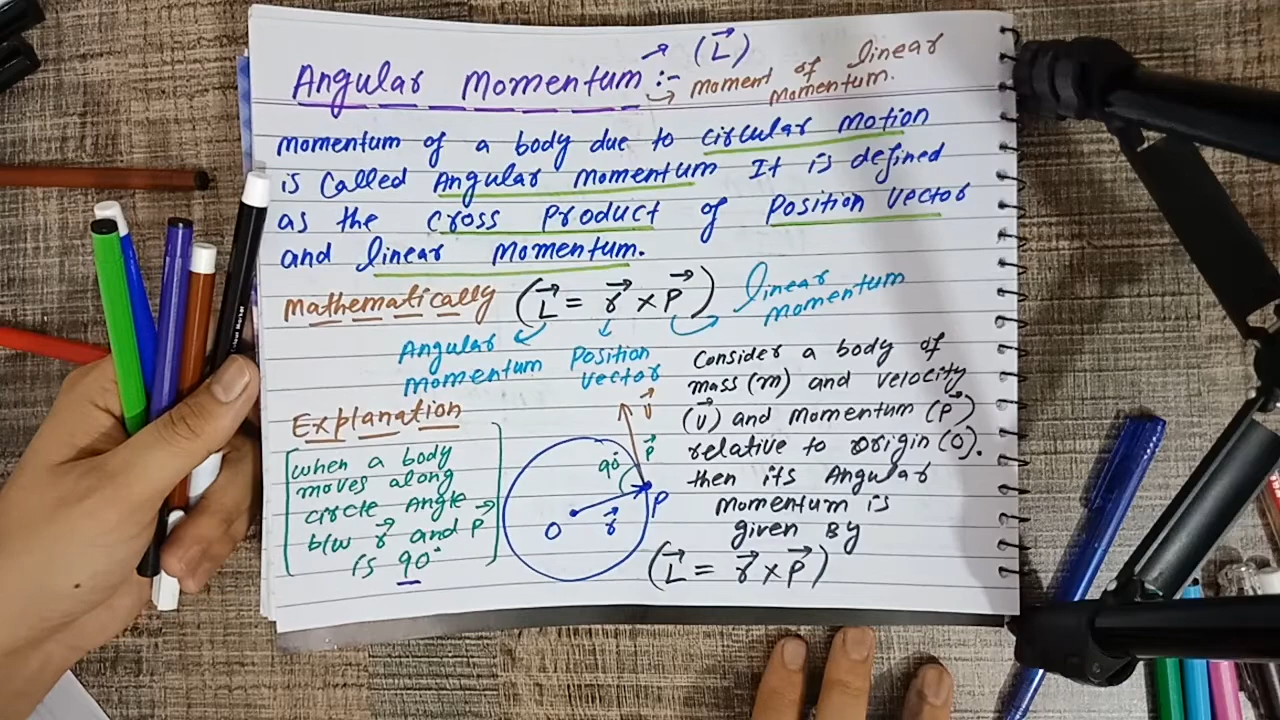 Angular Momentum :- → (L⃗)
↪ moment of linear
momentum.
momentum of a body due to circular motion
is called Angular momentum It is defined
as the cross product of position vector
and linear momentum.
Mathematically (L⃗ = r⃗ × P⃗) linear
momentum
Angular
momentum
Position
vector
Explanation
[when a body
moves along
circle Angle
b/w r⃗ and P⃗
is 90°]
v⃗
P⃗
90°
P
O
r⃗
Consider a body of
mass (m) and velocity
(v⃗) and momentum (P⃗)
relative to origin (O).
then its Angular
momentum is
given By
(L⃗ = r⃗ × P⃗)